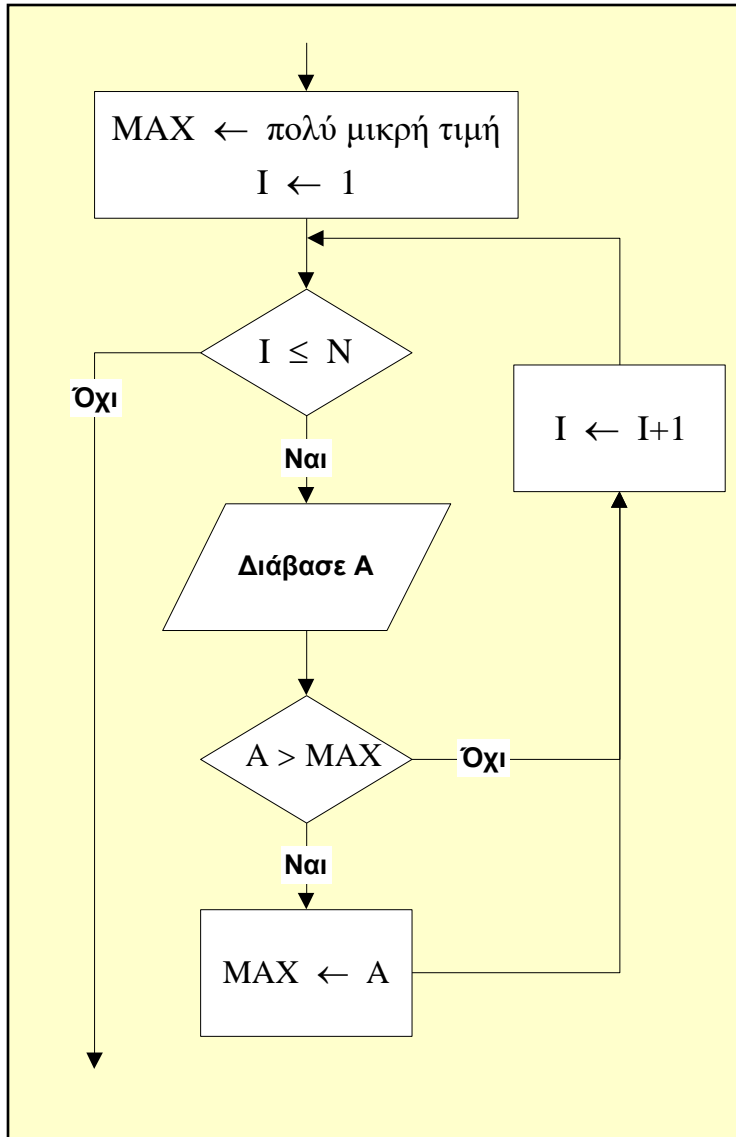 MAX ← πολύ μικρή τιμή
I ← 1
I ≤ N
Όχι
Ναι
I ← I+1
Διάβασε Α
A > MAX
Όχι
Ναι
MAX ← A